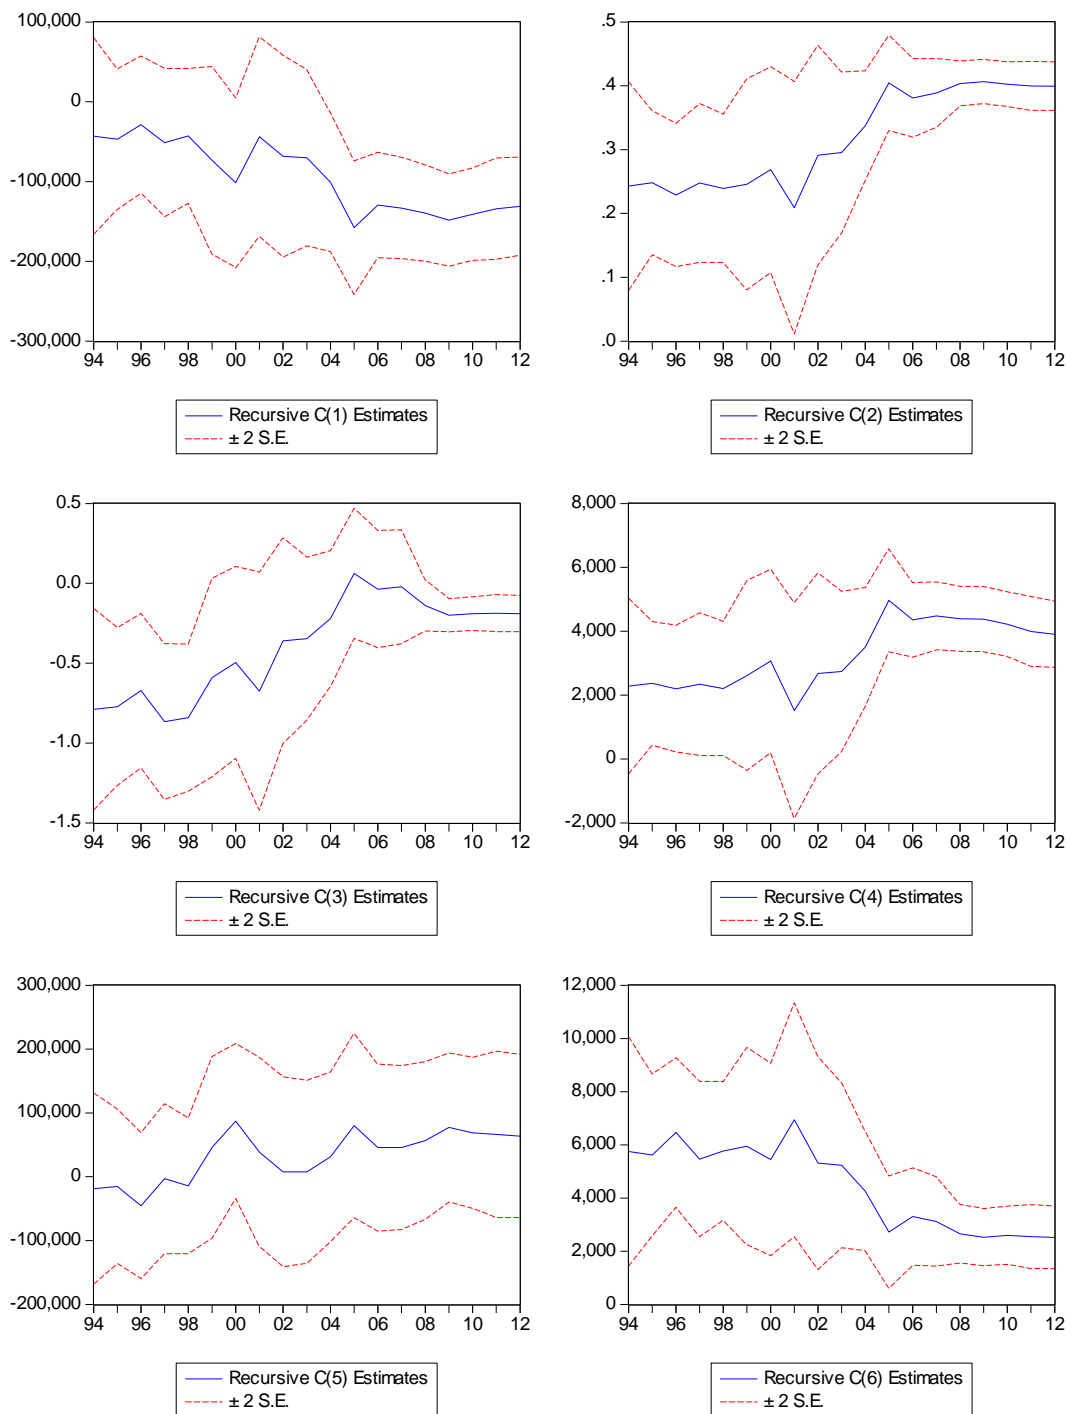 100,000
0
-100,000
-200,000
-300,000
94 96 98 00 02 04 06 08 10 12
Recursive C(1) Estimates
± 2 S.E.
.5
.4
.3
.2
.1
.0
94 96 98 00 02 04 06 08 10 12
Recursive C(2) Estimates
± 2 S.E.
0.5
0.0
-0.5
-1.0
-1.5
94 96 98 00 02 04 06 08 10 12
Recursive C(3) Estimates
± 2 S.E.
8,000
6,000
4,000
2,000
0
-2,000
94 96 98 00 02 04 06 08 10 12
Recursive C(4) Estimates
± 2 S.E.
300,000
200,000
100,000
0
-100,000
-200,000
94 96 98 00 02 04 06 08 10 12
Recursive C(5) Estimates
± 2 S.E.
12,000
10,000
8,000
6,000
4,000
2,000
0
94 96 98 00 02 04 06 08 10 12
Recursive C(6) Estimates
± 2 S.E.